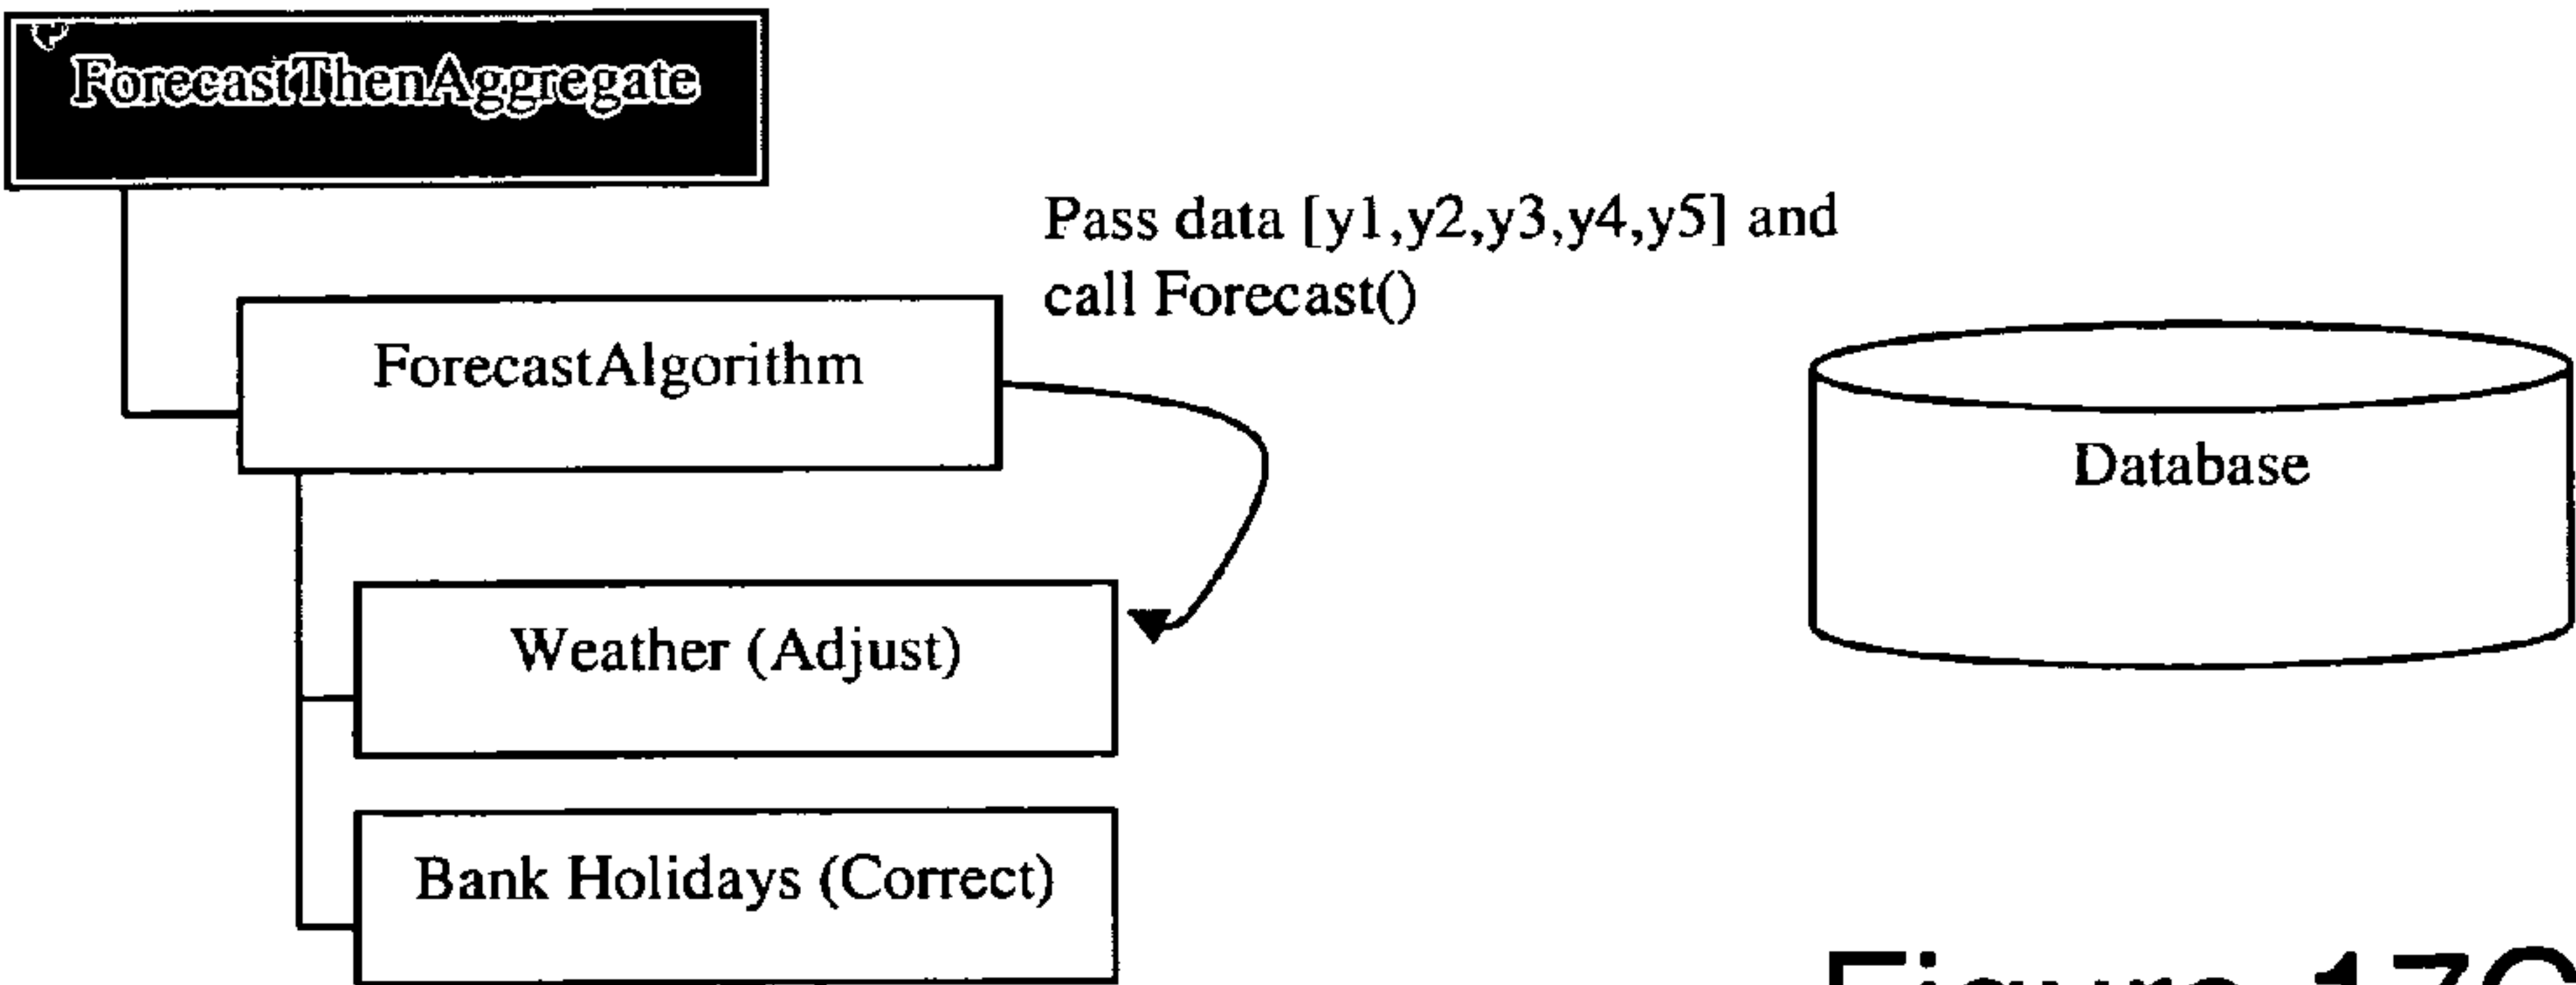 ForecastThenAggregate
Pass data [y1,y2,y3,y4,y5] and
call Forecast()
ForecastAlgorithm
Database
Weather (Adjust)
Bank Holidays (Correct)